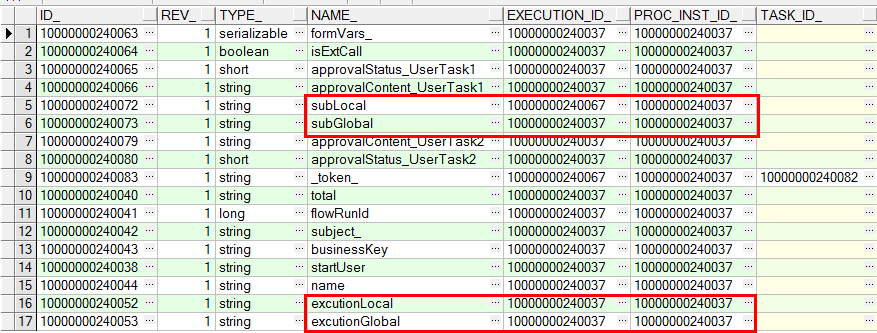 ID_ REV_ TYPE_ NAME_ EXECUTION_ID_ PROC_INST_ID_ TASK_ID_
1 10000000240063 1 serializable formVars_ 10000000240037 10000000240037
2 10000000240064 1 boolean isExtCall 10000000240037 10000000240037
3 10000000240065 1 short approvalStatus_UserTask1 10000000240037 10000000240037
4 10000000240066 1 string approvalContent_UserTask1 10000000240037 10000000240037
5 10000000240072 1 string subLocal 10000000240067 10000000240037
6 10000000240073 1 string subGlobal 10000000240037 10000000240037
7 10000000240079 1 string approvalContent_UserTask2 10000000240037 10000000240037
8 10000000240080 1 short approvalStatus_UserTask2 10000000240037 10000000240037
9 10000000240083 1 string _token_ 10000000240067 10000000240037 10000000240082
10 10000000240040 1 string total 10000000240037 10000000240037
11 10000000240041 1 long flowRunId 10000000240037 10000000240037
12 10000000240042 1 string subject_ 10000000240037 10000000240037
13 10000000240043 1 string businessKey 10000000240037 10000000240037
14 10000000240038 1 string startUser 10000000240037 10000000240037
15 10000000240044 1 string name 10000000240037 10000000240037
16 10000000240052 1 string excutionLocal 10000000240037 10000000240037
17 10000000240053 1 string excutionGlobal 10000000240037 10000000240037